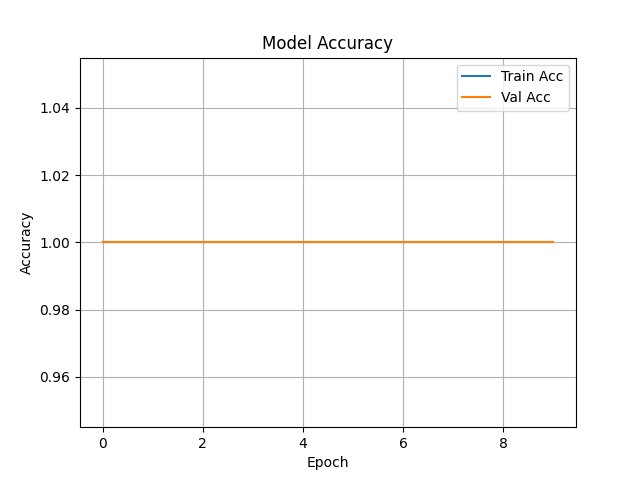 Model Accuracy
Train Acc
Val Acc
Accuracy
1.04
1.02
1.00
0.98
0.96
0 2 4 6 8
Epoch